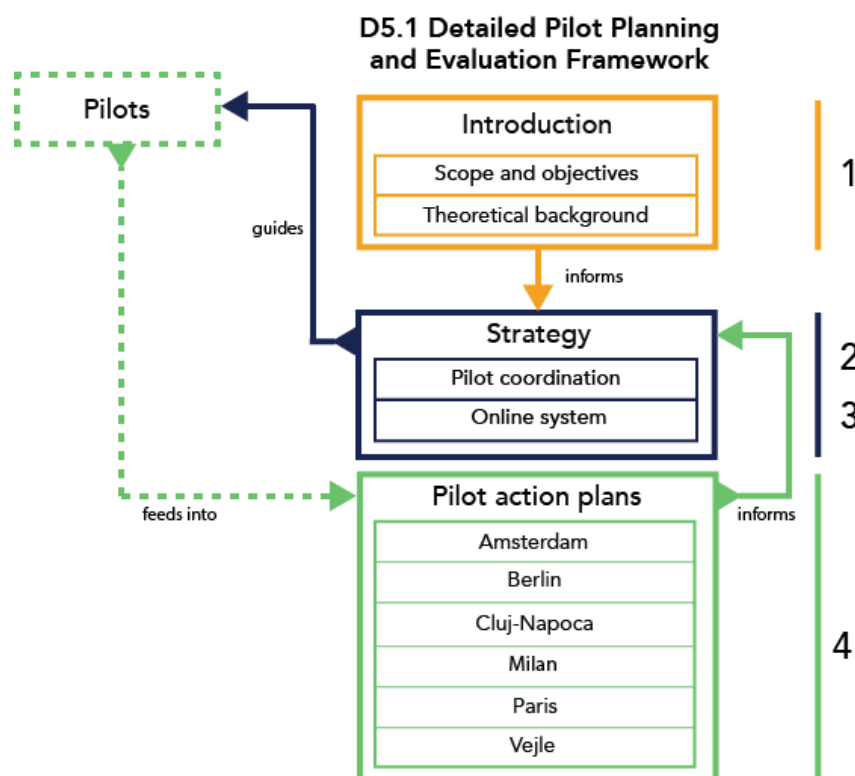 D5.1 Detailed Pilot Planning
and Evaluation Framework
Pilots
Introduction
Scope and objectives
Theoretical background
1
guides
informs
Strategy
Pilot coordination
Online system
2
3
Pilot action plans
feeds into
informs
Amsterdam
Berlin
Cluj-Napoca
Milan
Paris
Vejle
4